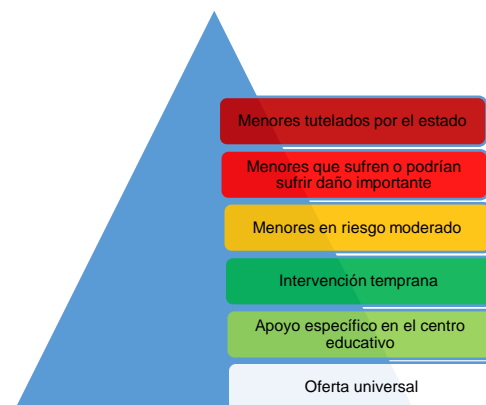 Menores tutelados por el estado
Menores que sufren o podrían
sufrir daño importante
Menores en riesgo moderado
Intervención temprana
Apoyo específico en el centro
educativo
Oferta universal